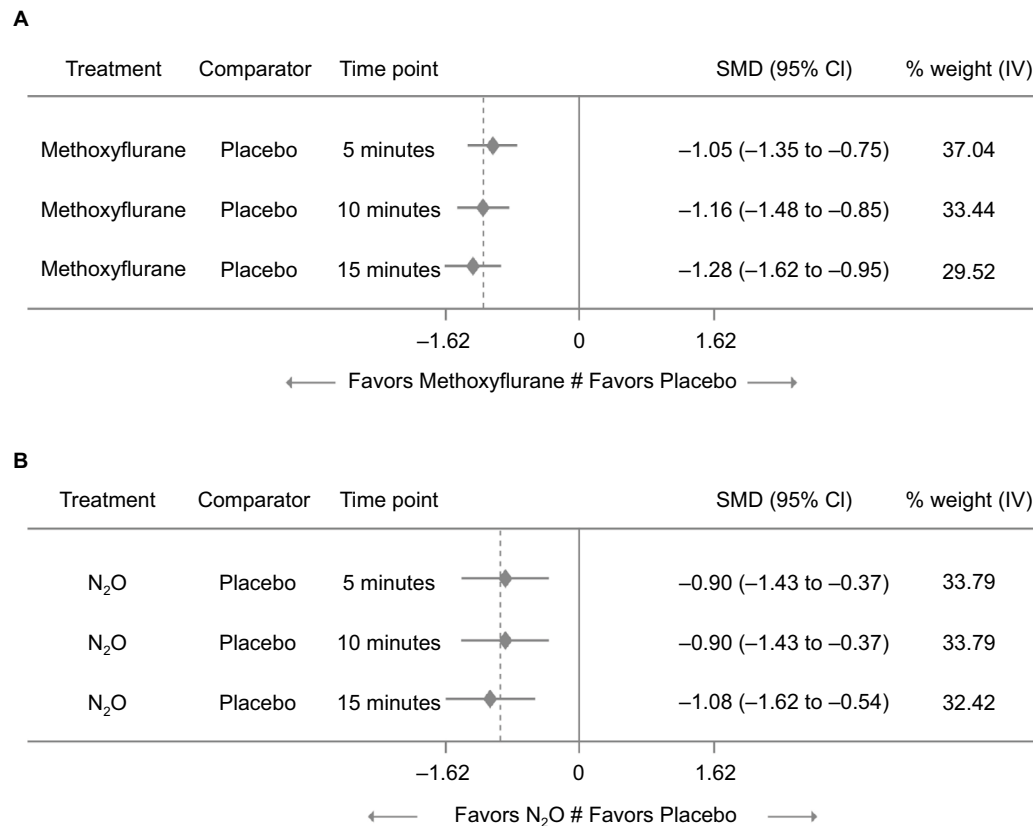 A
Treatment Comparator Time point SMD (95% CI) % weight (IV)
Methoxyflurane Placebo 5 minutes –1.05 (–1.35 to –0.75) 37.04
Methoxyflurane Placebo 10 minutes –1.16 (–1.48 to –0.85) 33.44
Methoxyflurane Placebo 15 minutes –1.28 (–1.62 to –0.95) 29.52
–1.62 0 1.62
Favors Methoxyflurane # Favors Placebo
B
Treatment Comparator Time point SMD (95% CI) % weight (IV)
N₂O Placebo 5 minutes –0.90 (–1.43 to –0.37) 33.79
N₂O Placebo 10 minutes –0.90 (–1.43 to –0.37) 33.79
N₂O Placebo 15 minutes –1.08 (–1.62 to –0.54) 32.42
–1.62 0 1.62
Favors N₂O # Favors Placebo